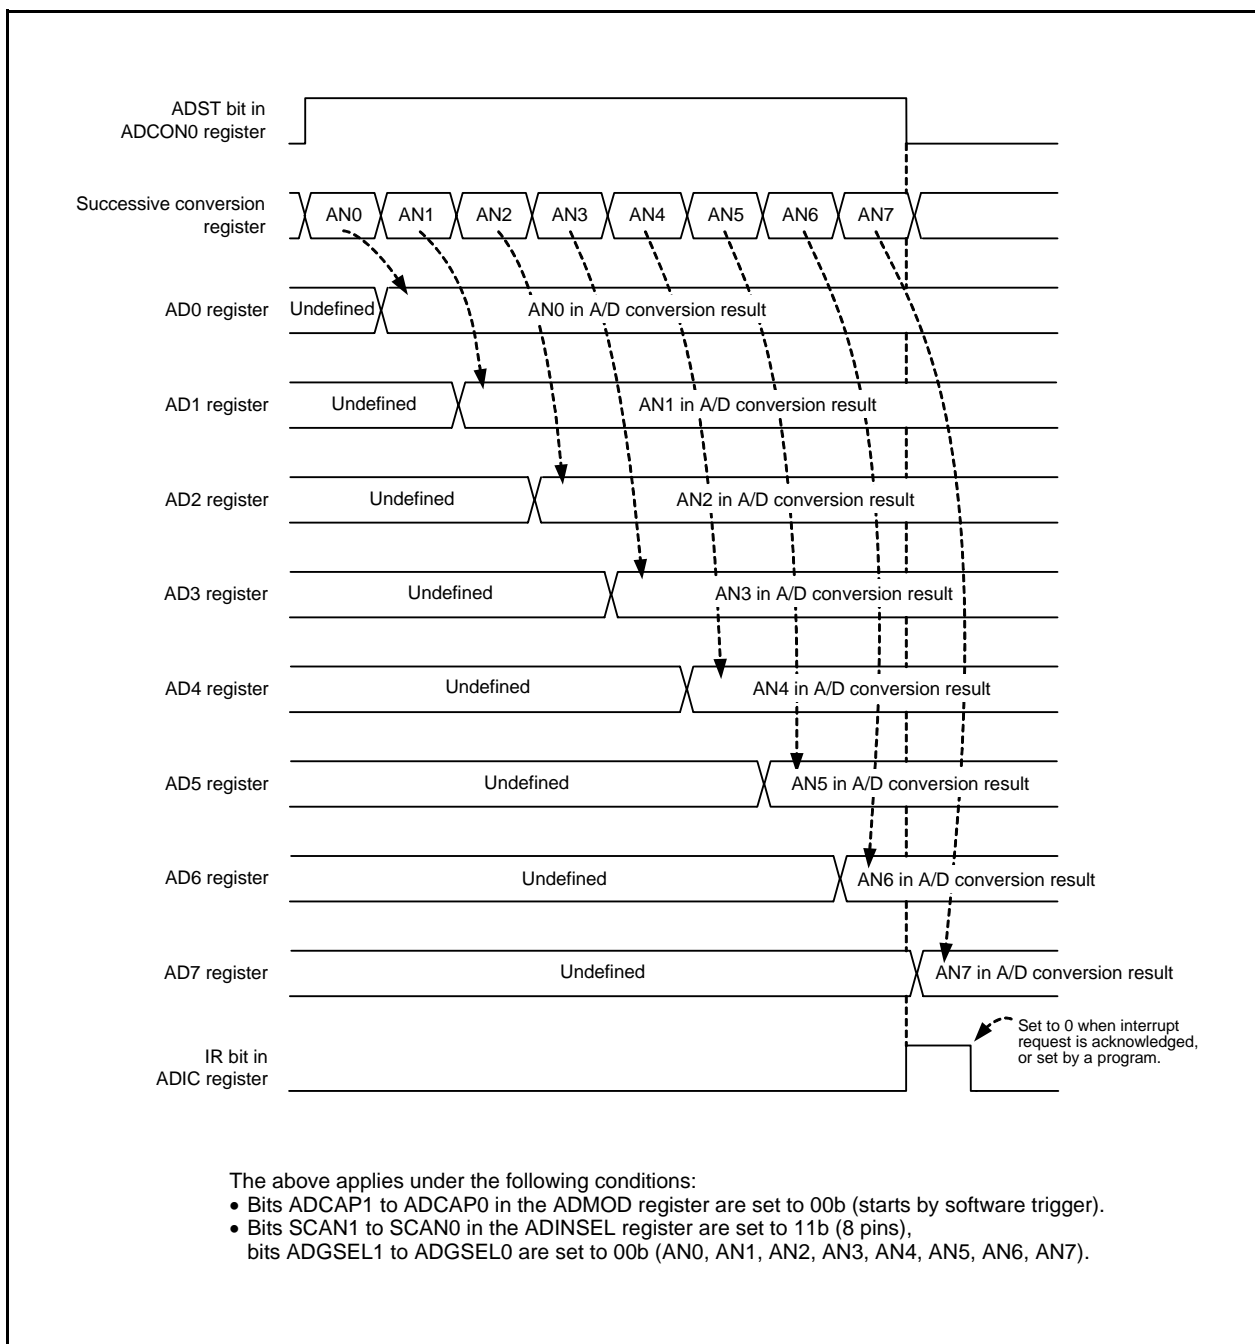 ADST bit in
ADCON0 register
Successive conversion
register
AN0 AN1 AN2 AN3 AN4 AN5 AN6 AN7
AD0 register Undefined AN0 in A/D conversion result
AD1 register Undefined AN1 in A/D conversion result
AD2 register Undefined AN2 in A/D conversion result
AD3 register Undefined AN3 in A/D conversion result
AD4 register Undefined AN4 in A/D conversion result
AD5 register Undefined AN5 in A/D conversion result
AD6 register Undefined AN6 in A/D conversion result
AD7 register Undefined AN7 in A/D conversion result
IR bit in
ADIC register
Set to 0 when interrupt
request is acknowledged,
or set by a program.
The above applies under the following conditions:
• Bits ADCAP1 to ADCAP0 in the ADMOD register are set to 00b (starts by software trigger).
• Bits SCAN1 to SCAN0 in the ADINSEL register are set to 11b (8 pins),
bits ADGSEL1 to ADGSEL0 are set to 00b (AN0, AN1, AN2, AN3, AN4, AN5, AN6, AN7).